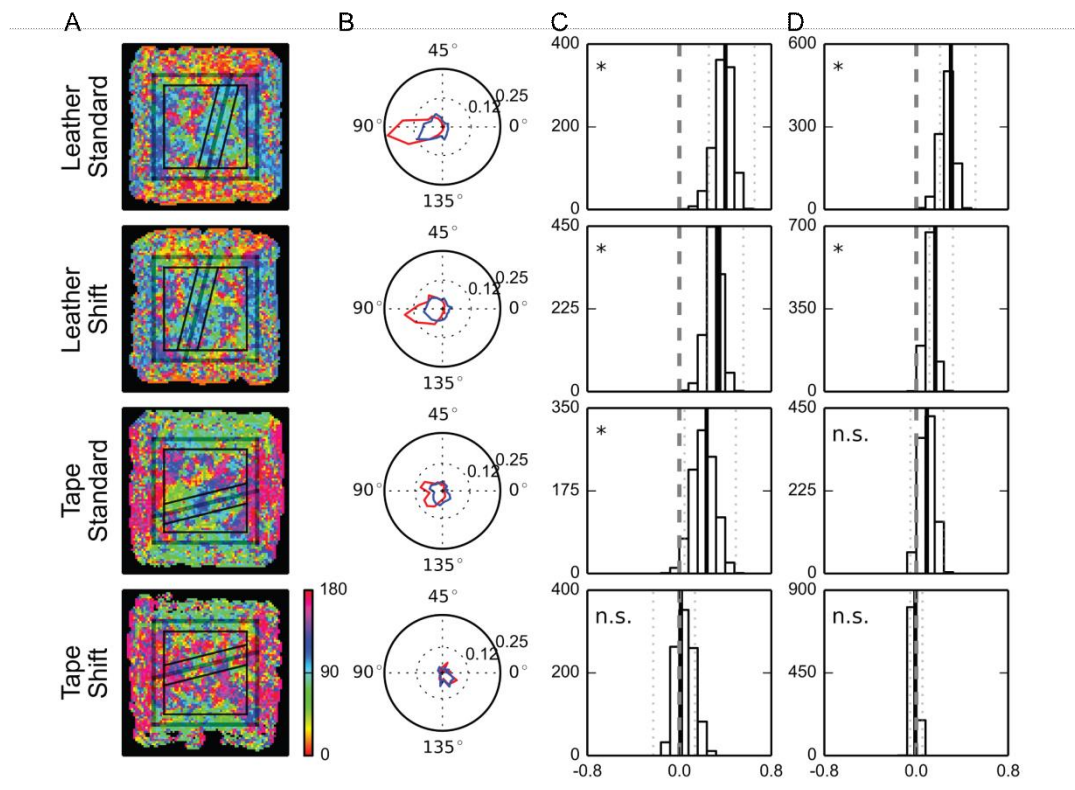 A B C D
Leather Standard
45°
90° 0.12 0.25 0°
135°
400 200 0
*
600 300 0
*
Leather Shift
45°
90° 0.12 0.25 0°
135°
450 225 0
*
700 350 0
*
Tape Standard
45°
90° 0.12 0.25 0°
135°
350 175 0
*
450 225 0
n.s.
Tape Shift
180 90 0
45°
90° 0.12 0.25 0°
135°
400 200 0
n.s.
900 450 0
n.s.
-0.8 0.0 0.8 -0.8 0.0 0.8